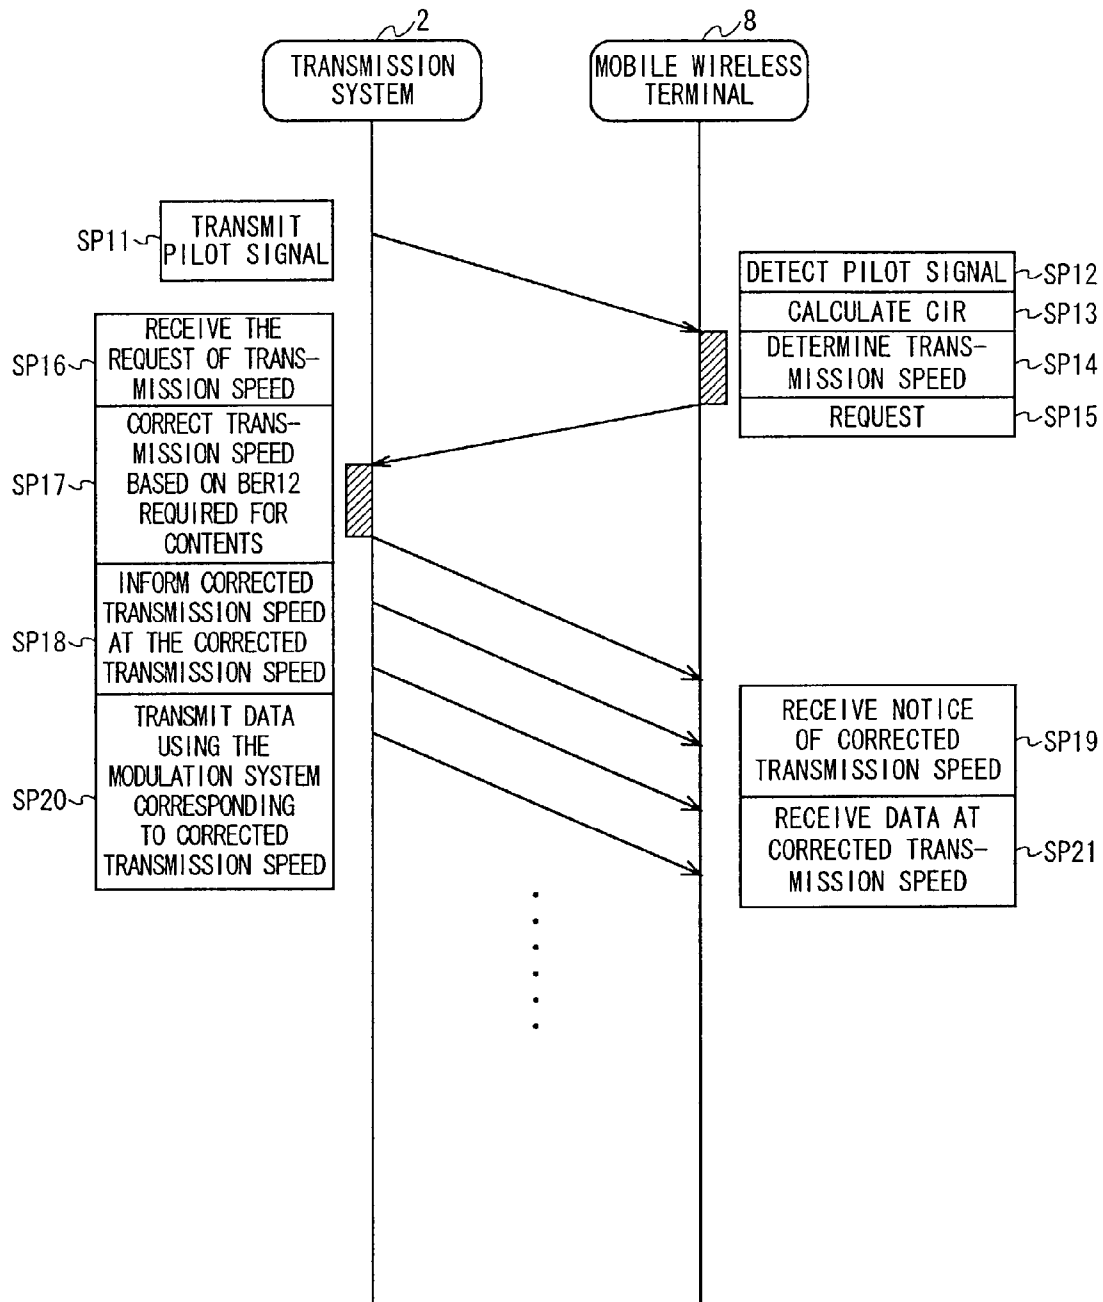 2
8
TRANSMISSION
SYSTEM
MOBILE WIRELESS
TERMINAL
SP11
TRANSMIT
PILOT SIGNAL
DETECT PILOT SIGNAL
SP12
CALCULATE CIR
SP13
DETERMINE TRANS-
MISSION SPEED
SP14
REQUEST
SP15
SP16
RECEIVE THE
REQUEST OF TRANS-
MISSION SPEED
SP17
CORRECT TRANS-
MISSION SPEED
BASED ON BER12
REQUIRED FOR
CONTENTS
SP18
INFORM CORRECTED
TRANSMISSION SPEED
AT THE CORRECTED
TRANSMISSION SPEED
SP20
TRANSMIT DATA
USING THE
MODULATION SYSTEM
CORRESPONDING
TO CORRECTED
TRANSMISSION SPEED
RECEIVE NOTICE
OF CORRECTED
TRANSMISSION SPEED
SP19
RECEIVE DATA AT
CORRECTED TRANS-
MISSION SPEED
SP21